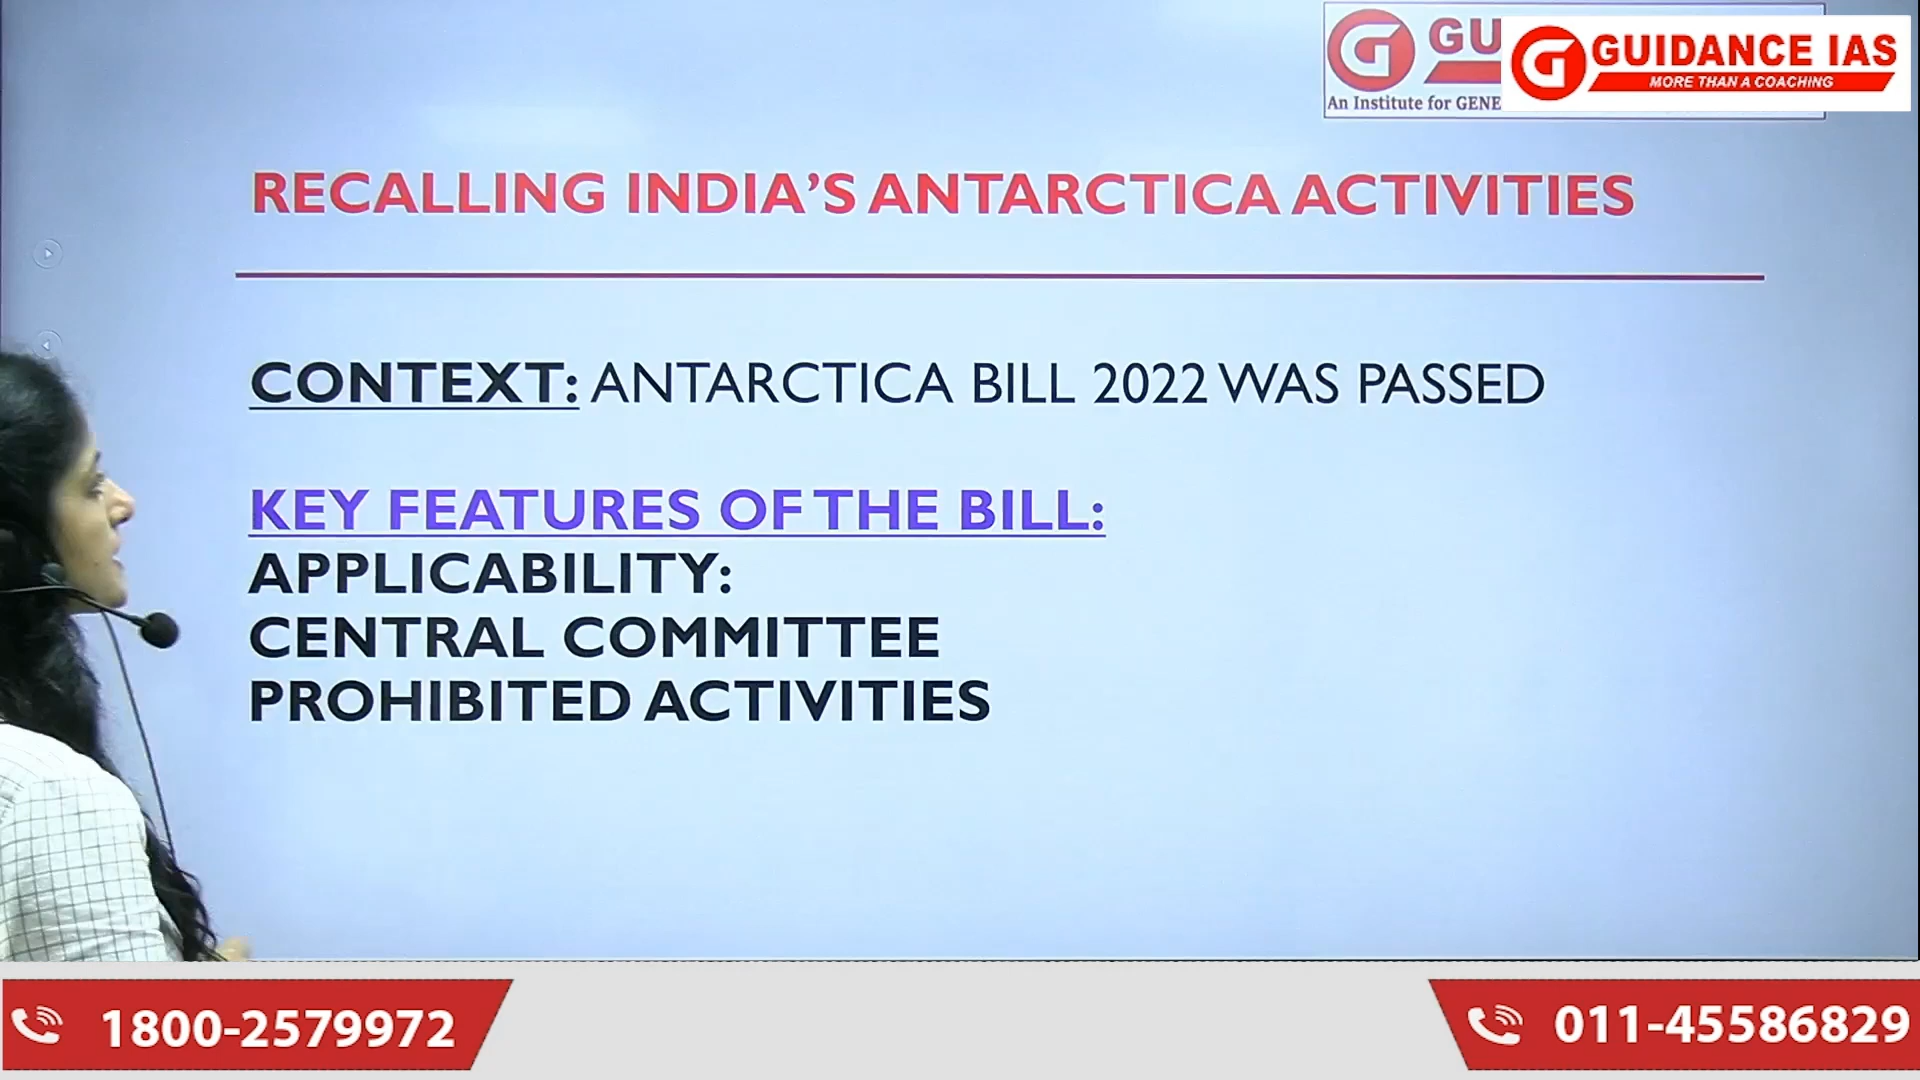 GU
An Institute for GENE
GUIDANCE IAS
MORE THAN A COACHING
RECALLING INDIA'S ANTARCTICA ACTIVITIES
CONTEXT: ANTARCTICA BILL 2022 WAS PASSED
KEY FEATURES OF THE BILL:
APPLICABILITY:
CENTRAL COMMITTEE
PROHIBITED ACTIVITIES
1800-2579972
011-45586829